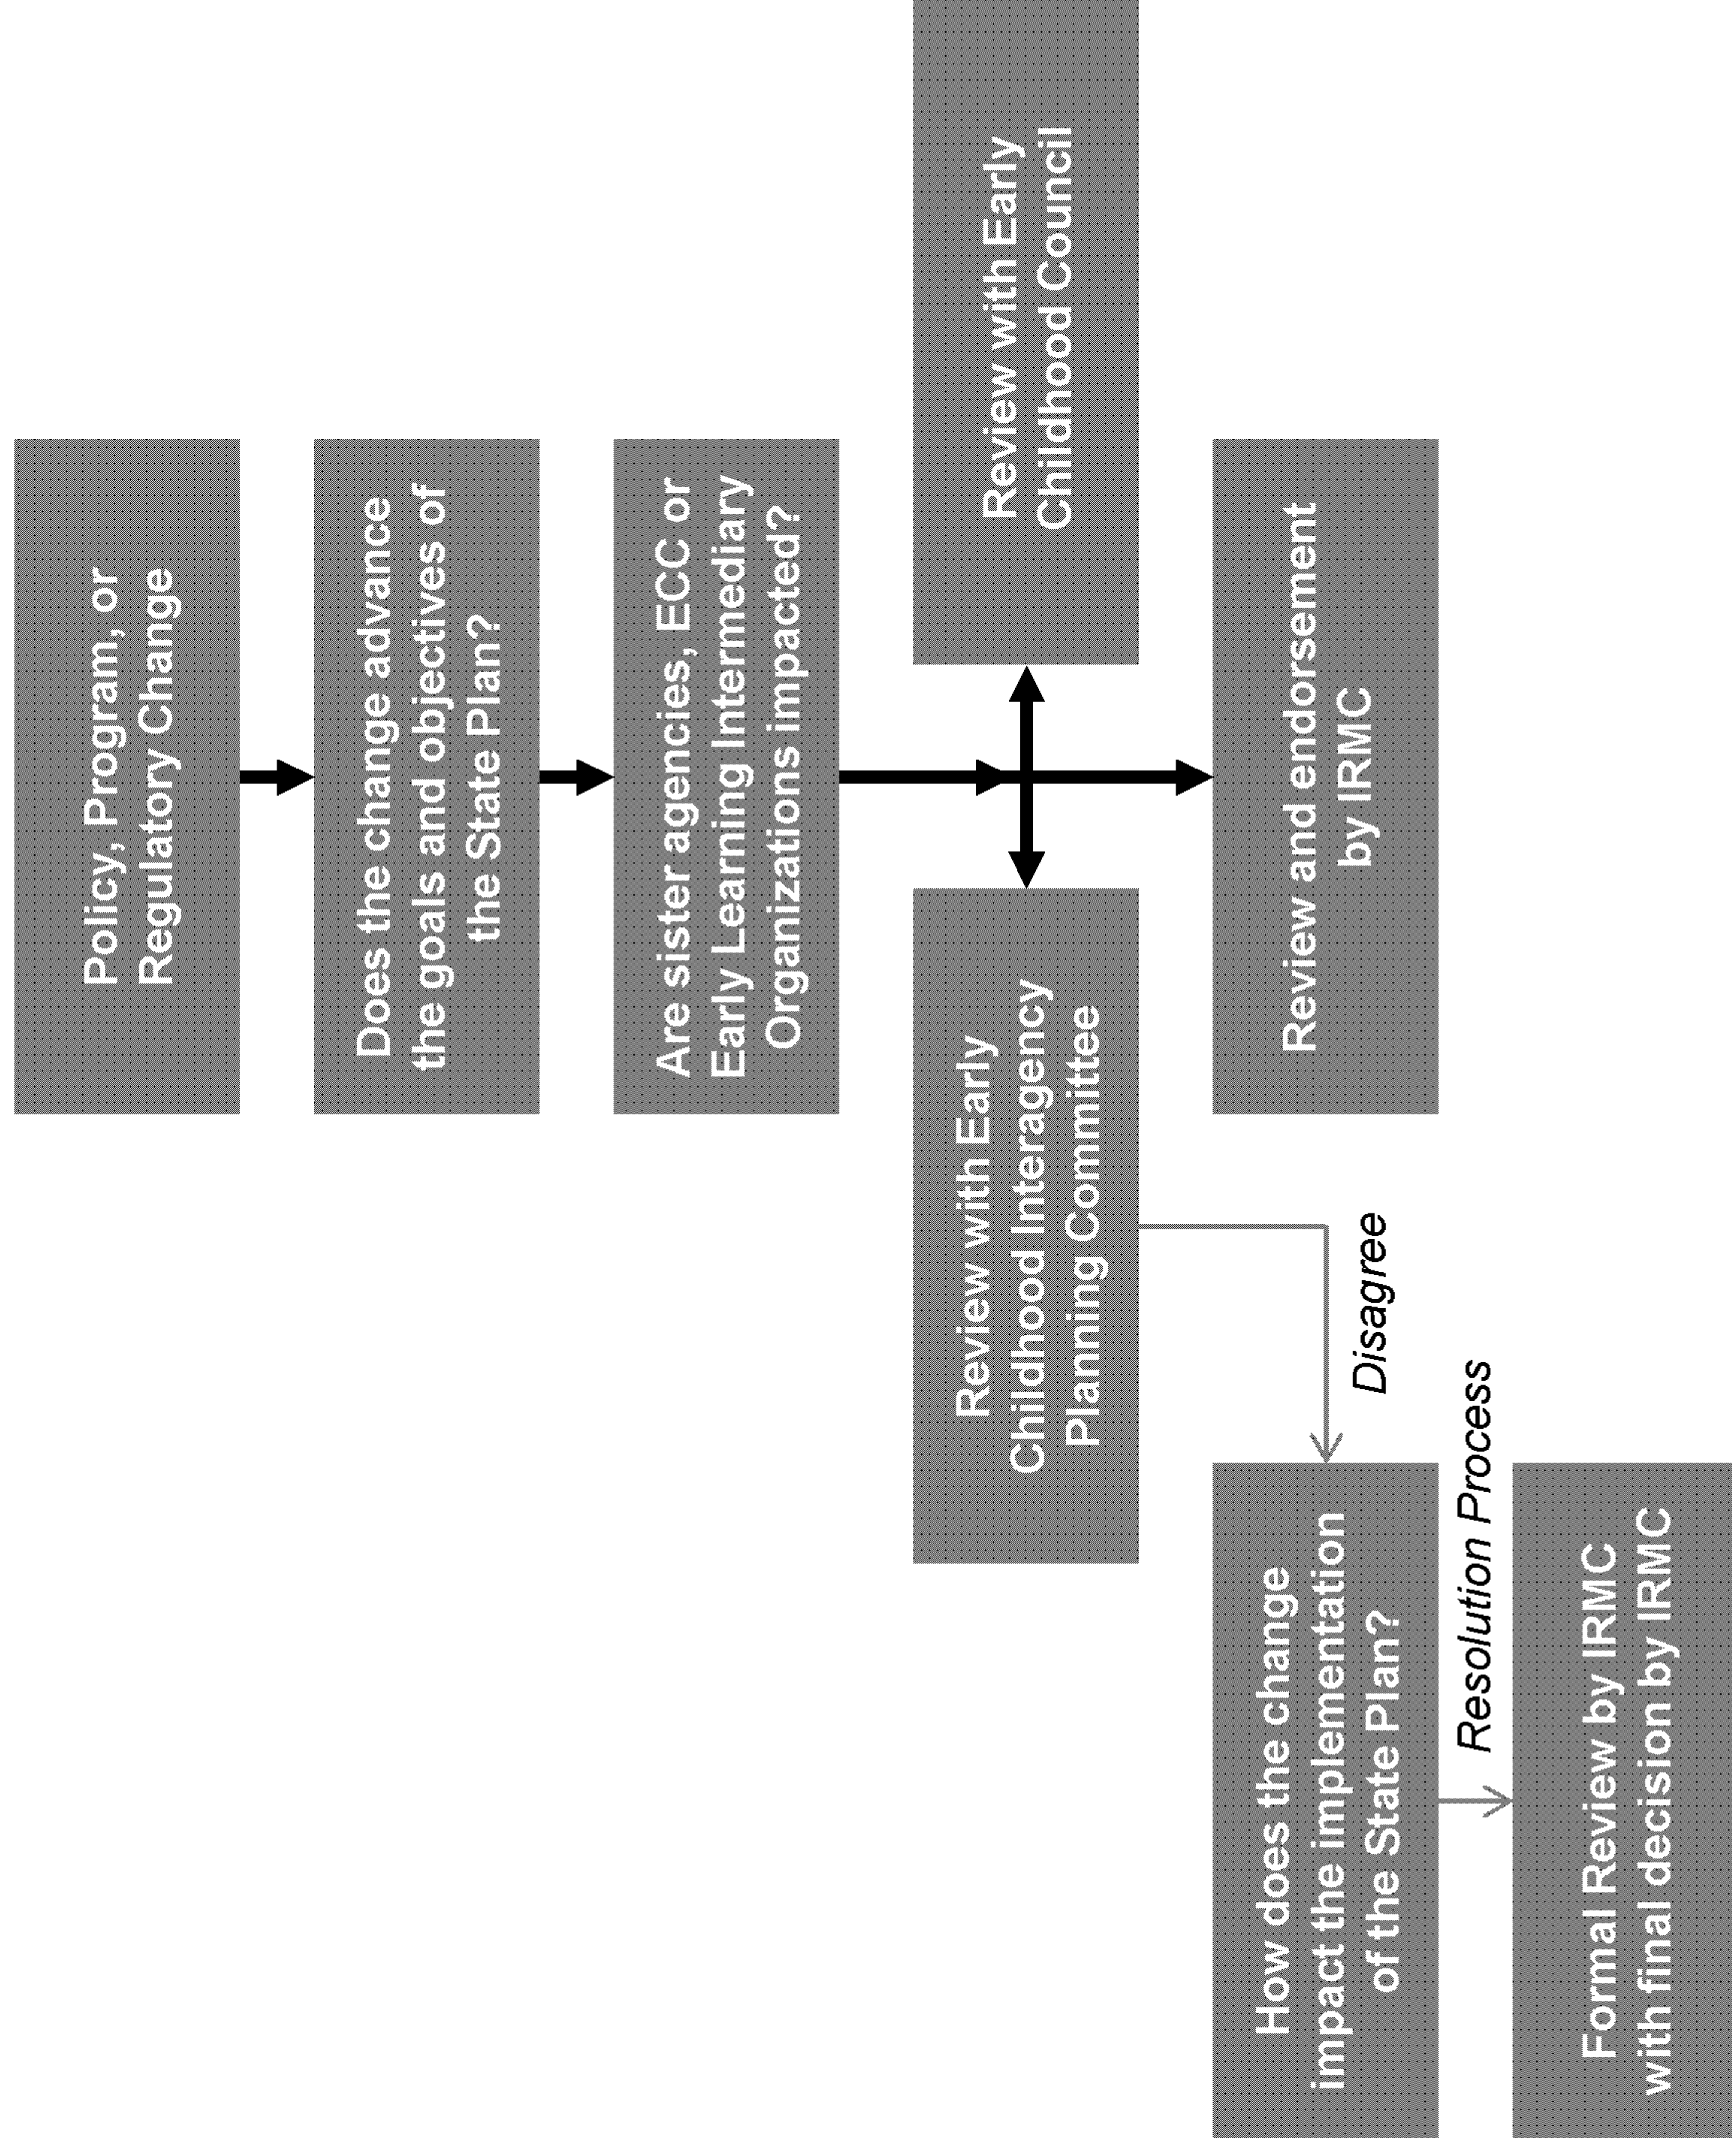 Policy, Program, or
Regulatory Change
Does the change advance
the goals and objectives of
the State Plan?
Are sister agencies, ECC or
Early Learning Intermediary
Organizations impacted?
Review with Early
Childhood Interagency
Planning Committee
Review with Early
Childhood Council
Disagree
How does the change
impact the implementation
of the State Plan?
Review and endorsement
by IRMC
Resolution Process
Formal Review by IRMC
with final decision by IRMC